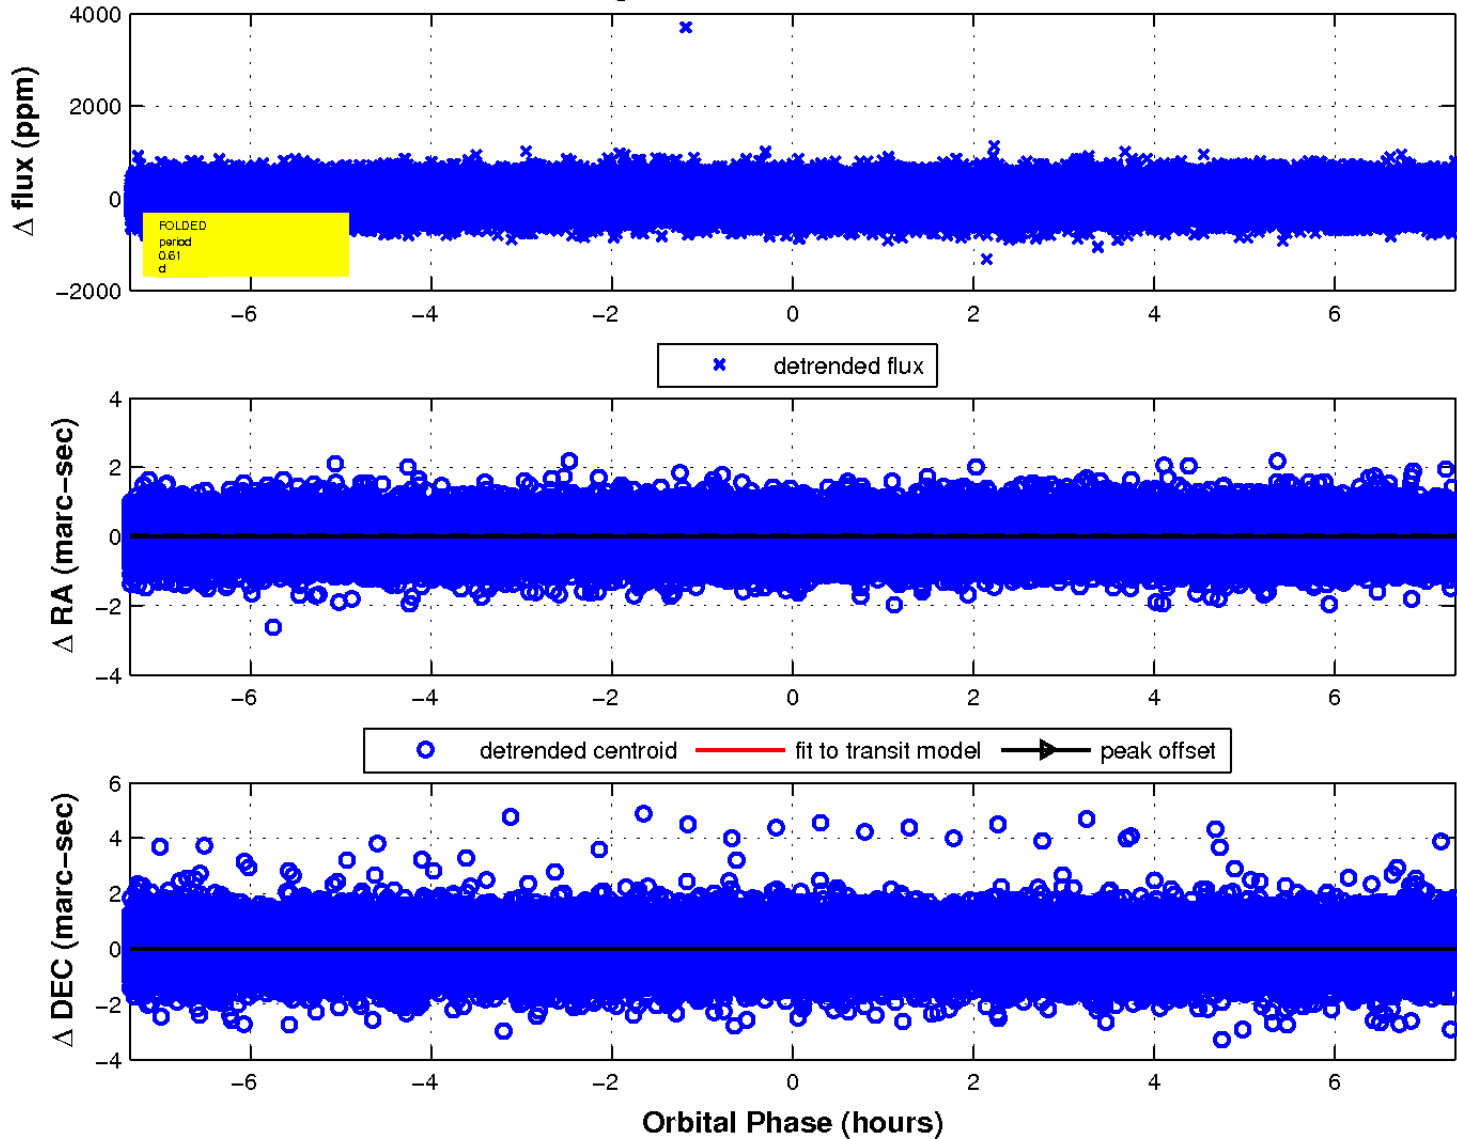 4000
2000
0
−2000
Δ flux (ppm)
FOLDED
period
0.61
d
−6 −4 −2 0 2 4 6
detrended flux
4
2
0
−2
−4
Δ RA (marc−sec)
−6 −4 −2 0 2 4 6
detrended centroid fit to transit model peak offset
6
4
2
0
−2
−4
Δ DEC (marc−sec)
−6 −4 −2 0 2 4 6
Orbital Phase (hours)